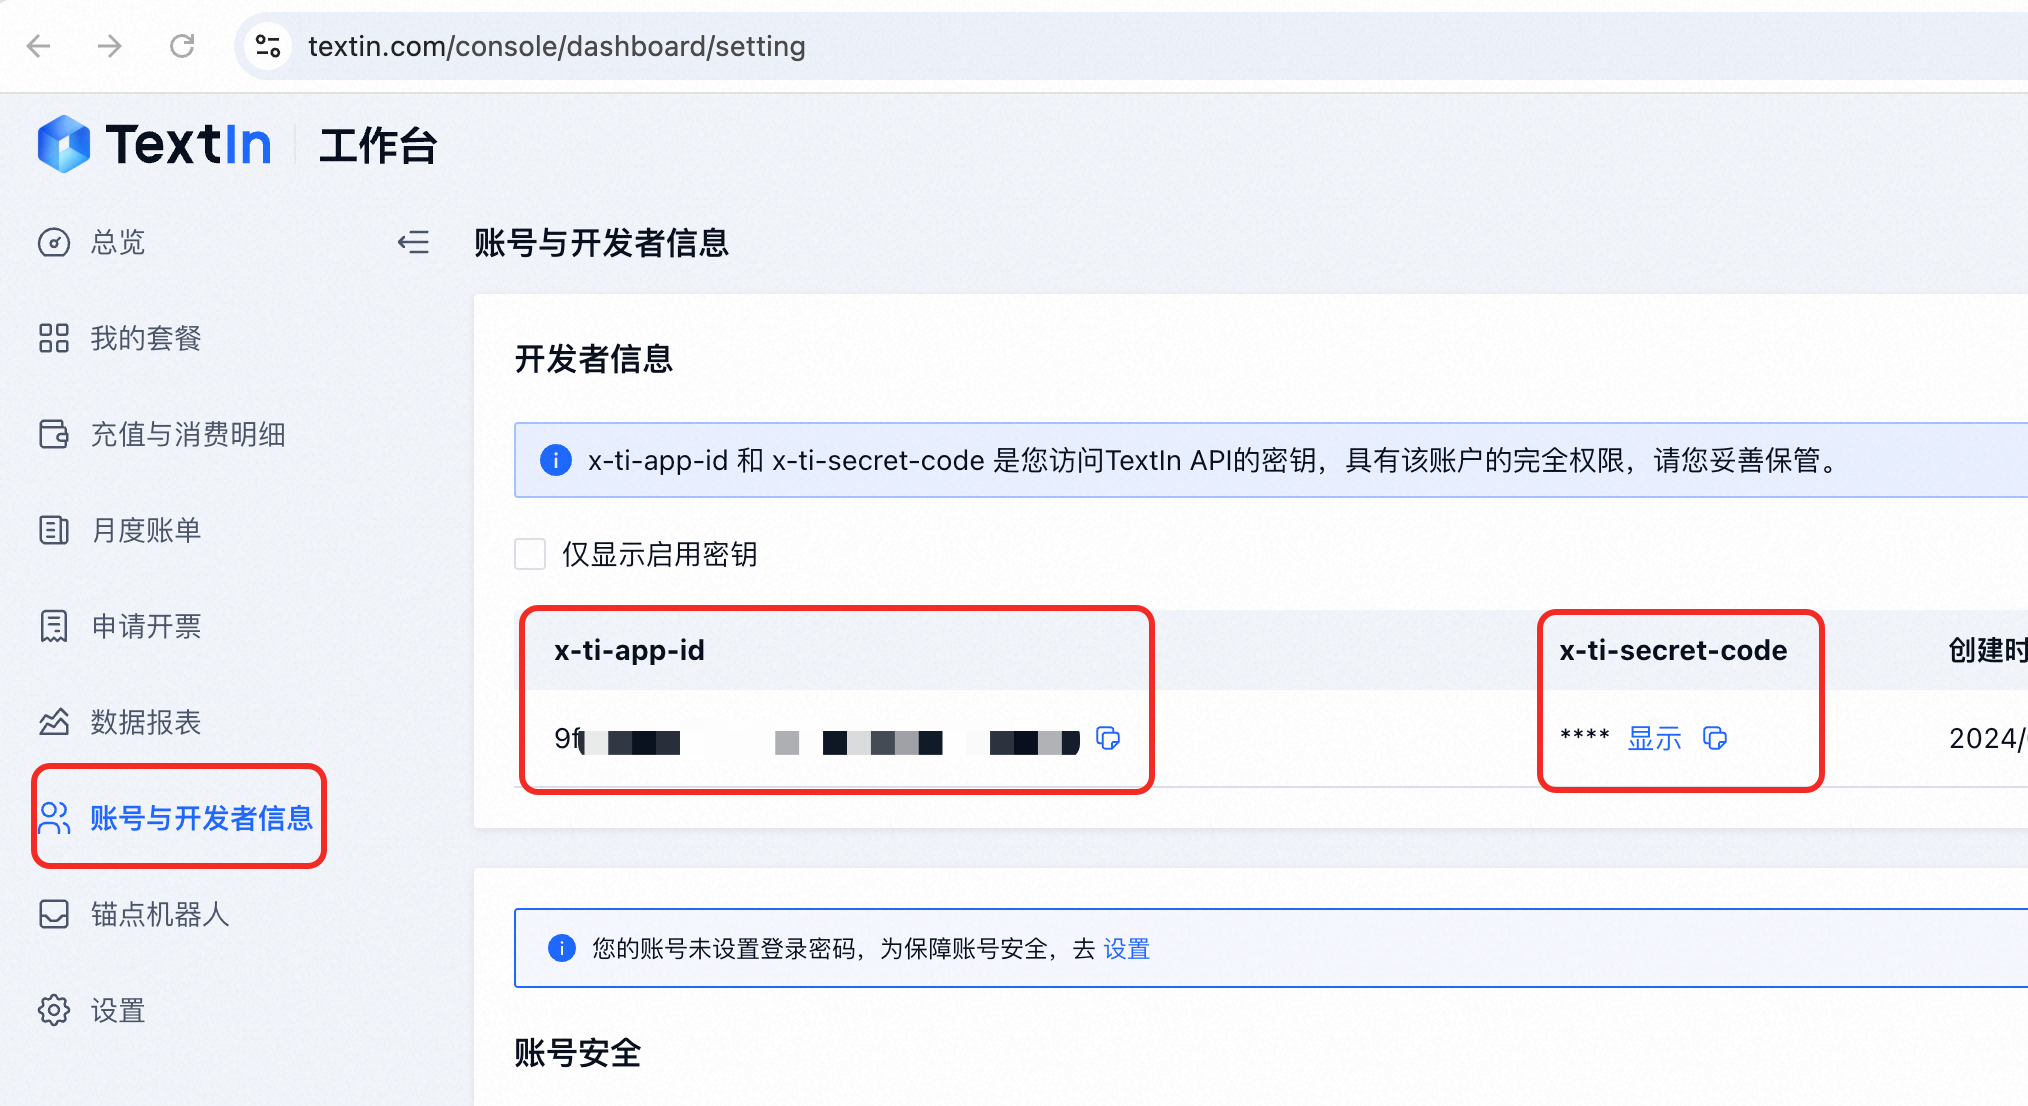 textin.com/console/dashboard/setting
TextIn 工作台
总览
我的套餐
充值与消费明细
月度账单
申请开票
数据报表
账号与开发者信息
锚点机器人
设置
账号与开发者信息
开发者信息
x-ti-app-id 和 x-ti-secret-code 是您访问TextIn API的密钥，具有该账户的完全权限，请您妥善保管。
仅显示启用密钥
x-ti-app-id x-ti-secret-code 创建时
9f **** 显示 2024/
您的账号未设置登录密码，为保障账号安全，去 设置
账号安全